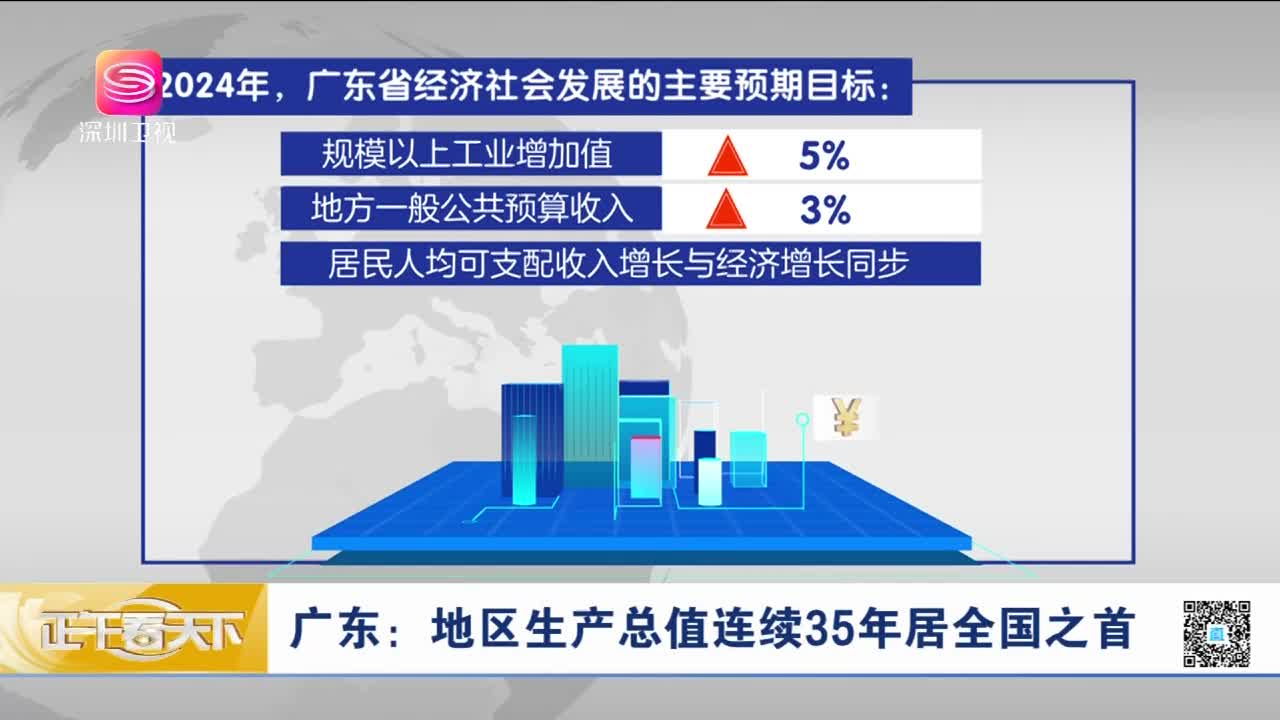 2024年，广东省经济社会发展的主要预期目标：
深圳卫视
规模以上工业增加值 5%
地方一般公共预算收入 3%
居民人均可支配收入增长与经济增长同步
¥
正午看天下
广东：地区生产总值连续35年居全国之首